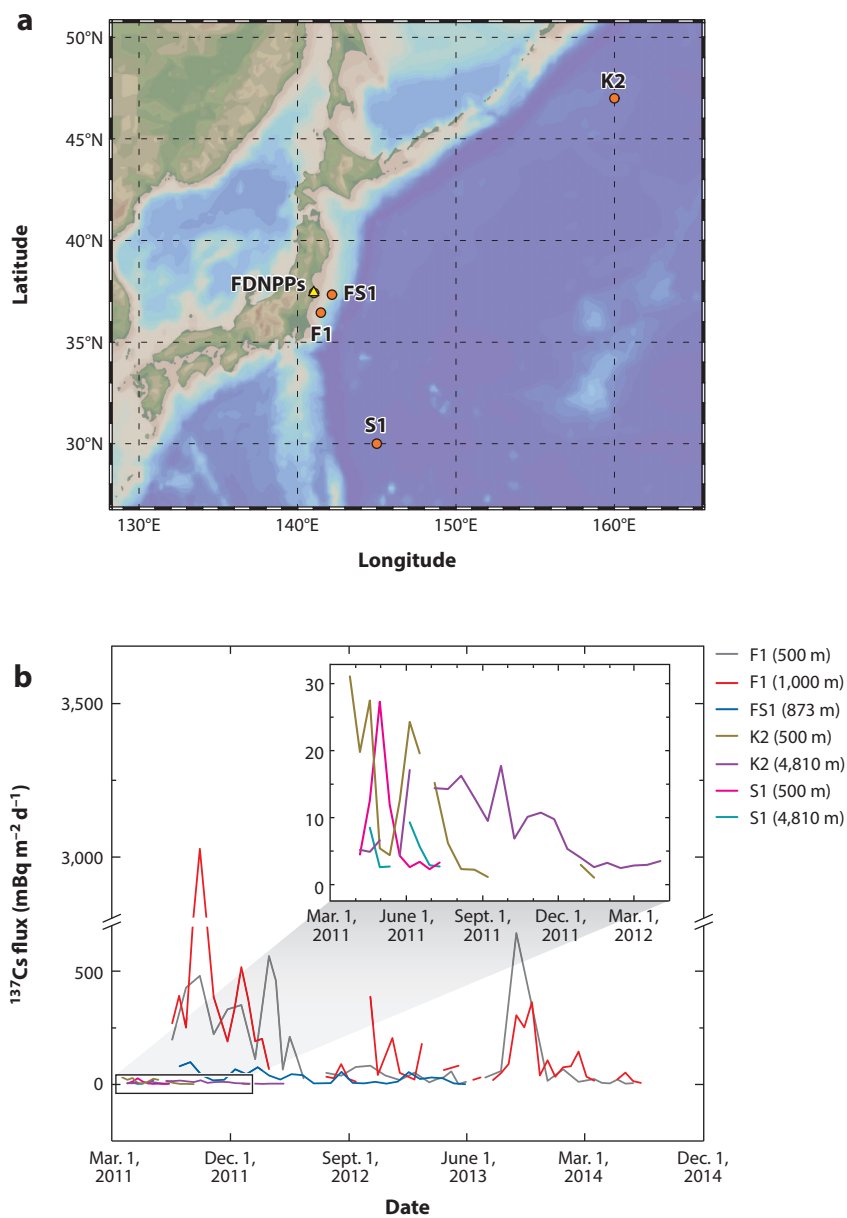 a
50°N
45°N
40°N
35°N
30°N
Latitude
K2
FDNPPs
FS1
F1
S1
130°E 140°E 150°E 160°E
Longitude
b
3,500
3,000
500
0
¹³⁷Cs flux (mBq m⁻² d⁻¹)
30
20
10
5
0
Mar. 1, June 1, Sept. 1, Dec. 1, Mar. 1,
2011 2011 2011 2011 2012
F1 (500 m)
F1 (1,000 m)
FS1 (873 m)
K2 (500 m)
K2 (4,810 m)
S1 (500 m)
S1 (4,810 m)
Mar. 1, Dec. 1, Sept. 1, June 1, Mar. 1, Dec. 1,
2011 2011 2012 2013 2014 2014
Date